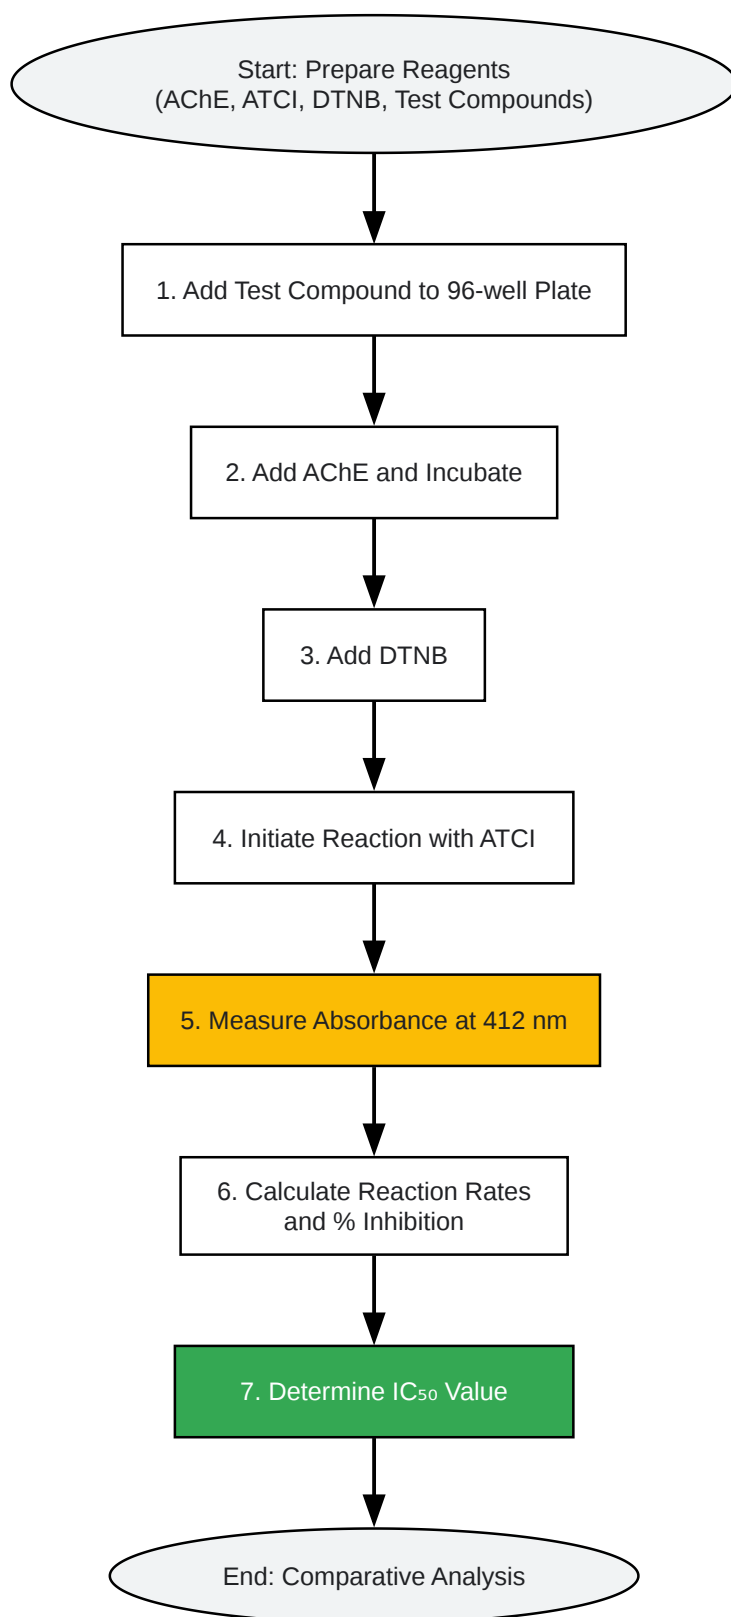 Start: Prepare Reagents
(AChE, ATCI, DTNB, Test Compounds)
1. Add Test Compound to 96-well Plate
2. Add AChE and Incubate
3. Add DTNB
4. Initiate Reaction with ATCI
5. Measure Absorbance at 412 nm
6. Calculate Reaction Rates
and % Inhibition
7. Determine IC₅₀ Value
End: Comparative Analysis